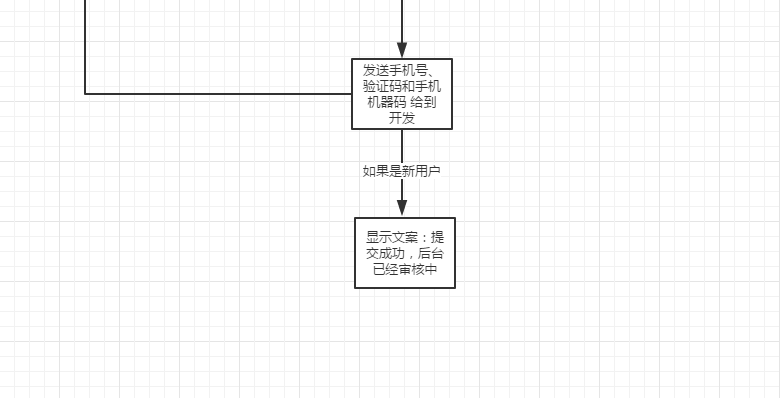 发送手机号、
验证码和手机
机器码 给到
开发
如果是新用户
显示文案：提
交成功，后台
已经审核中